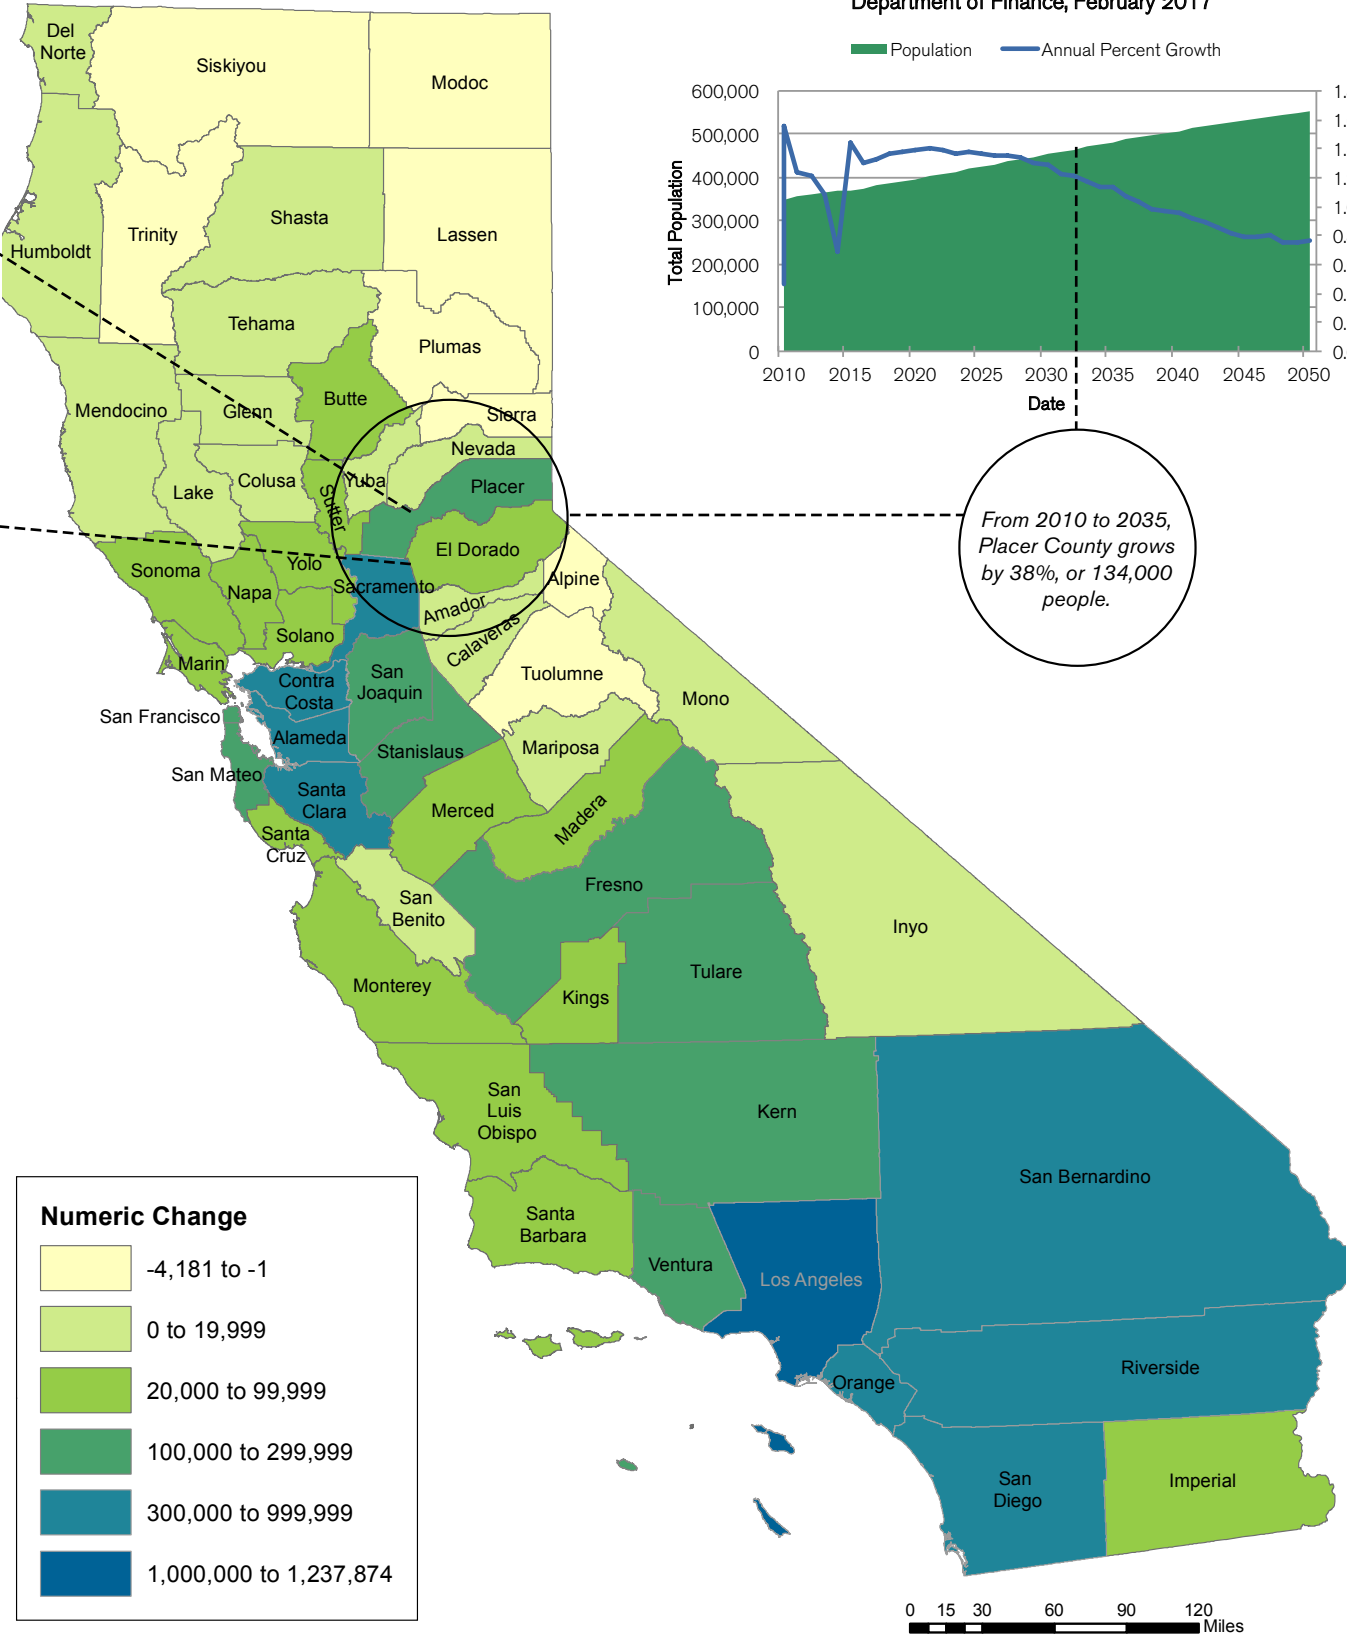 Department of Finance, February 2017
Population
Annual Percent Growth
600,000
500,000
400,000
300,000
200,000
100,000
0
Total Population
2010 2015 2020 2025 2030 2035 2040 2045 2050
Date
From 2010 to 2035,
Placer County grows
by 38%, or 134,000
people.
Del
Norte
Siskiyou
Modoc
Humboldt
Trinity
Shasta
Lassen
Tehama
Plumas
Mendocino
Glenn
Butte
Sierra
Nevada
Lake
Colusa
Sutter
Yuba
Placer
Sonoma
Napa
Yolo
El Dorado
Sacramento
Alpine
Amador
Solano
Calaveras
Marin
Contra
Costa
San
Joaquin
Tuolumne
Mono
San Francisco
Alameda
Stanislaus
Mariposa
San Mateo
Santa
Clara
Merced
Madera
Santa
Cruz
San
Benito
Fresno
Inyo
Monterey
Kings
Tulare
San
Luis
Obispo
Kern
San Bernardino
Santa
Barbara
Ventura
Los Angeles
Orange
Riverside
San
Diego
Imperial
Numeric Change
-4,181 to -1
0 to 19,999
20,000 to 99,999
100,000 to 299,999
300,000 to 999,999
1,000,000 to 1,237,874
0 15 30 60 90 120
Miles